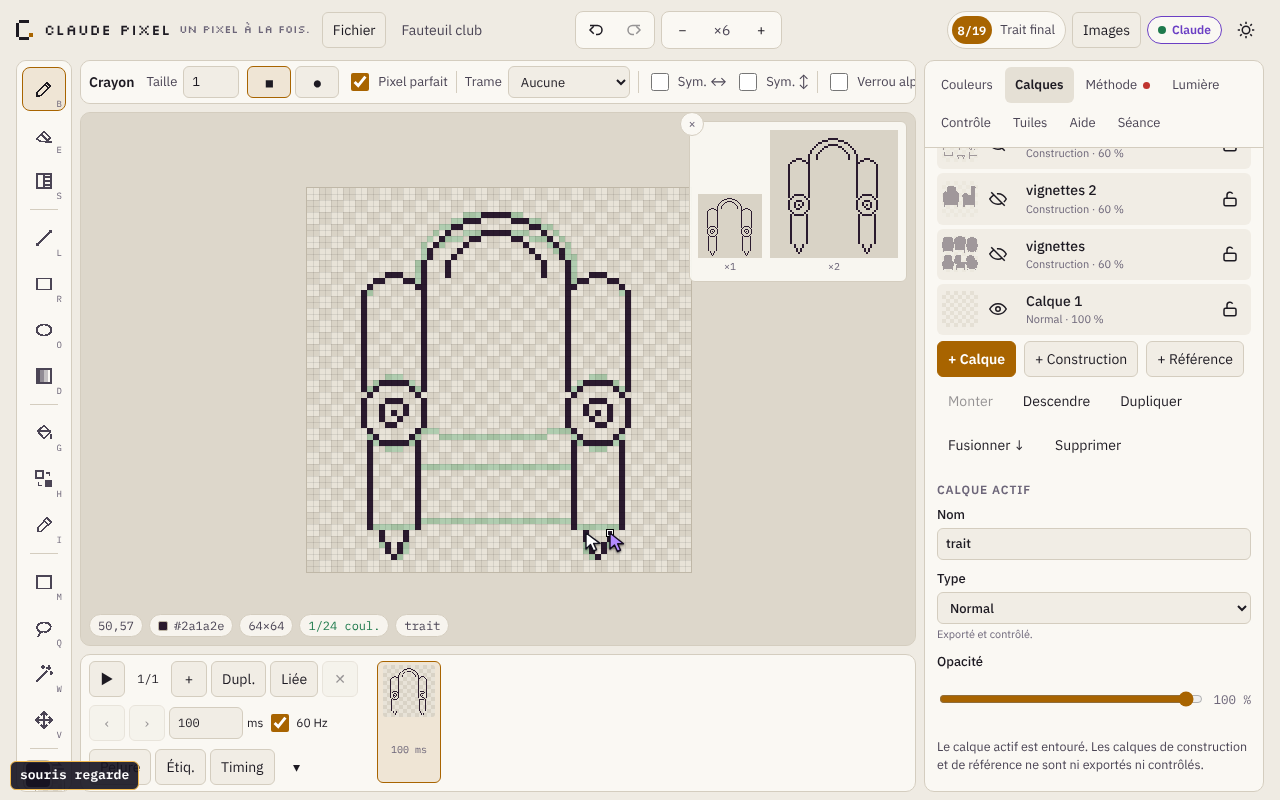 CLAUDE PIXEL UN PIXEL À LA FOIS. Fichier Fauteuil club − ×6 + 8/19 Trait final Images Claude
Crayon Taille 1 Pixel parfait Trame Aucune Sym. ↔ Sym. ↕ Verrou alp
B
E
S
L
R
O
D
G
H
I
M
Q
W
V
×
×1 ×2
50,57 #2a1a2e 64×64 1/24 coul. trait
1/1 + Dupl. Liée ×
‹ › 100 ms 60 Hz
Étiq. Timing ▼
100 ms
souris regarde
Couleurs Calques Méthode Lumière
Contrôle Tuiles Aide Séance
Construction · 60 %
vignettes 2
Construction · 60 %
vignettes
Construction · 60 %
Calque 1
Normal · 100 %
+ Calque + Construction + Référence
Monter Descendre Dupliquer
Fusionner ↓ Supprimer
CALQUE ACTIF
Nom
trait
Type
Normal
Exporté et contrôlé.
Opacité
100 %
Le calque actif est entouré. Les calques de construction
et de référence ne sont ni exportés ni contrôlés.